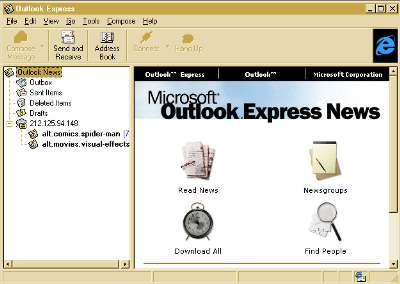 Outlook Express
File Edit View Go Tools Compose Help
Compose Message
Send and Receive
Address Book
Connect
Hang Up
Outlook News
Outbox
Sent Items
Deleted Items
Drafts
212.125.94.148
alt.comics.spider-man (7
alt.movies.visual-effects
Outlook™ Express Outlook™ Microsoft Corporation
Microsoft®
Outlook Express News
Read News
Newsgroups
Download All
Find People